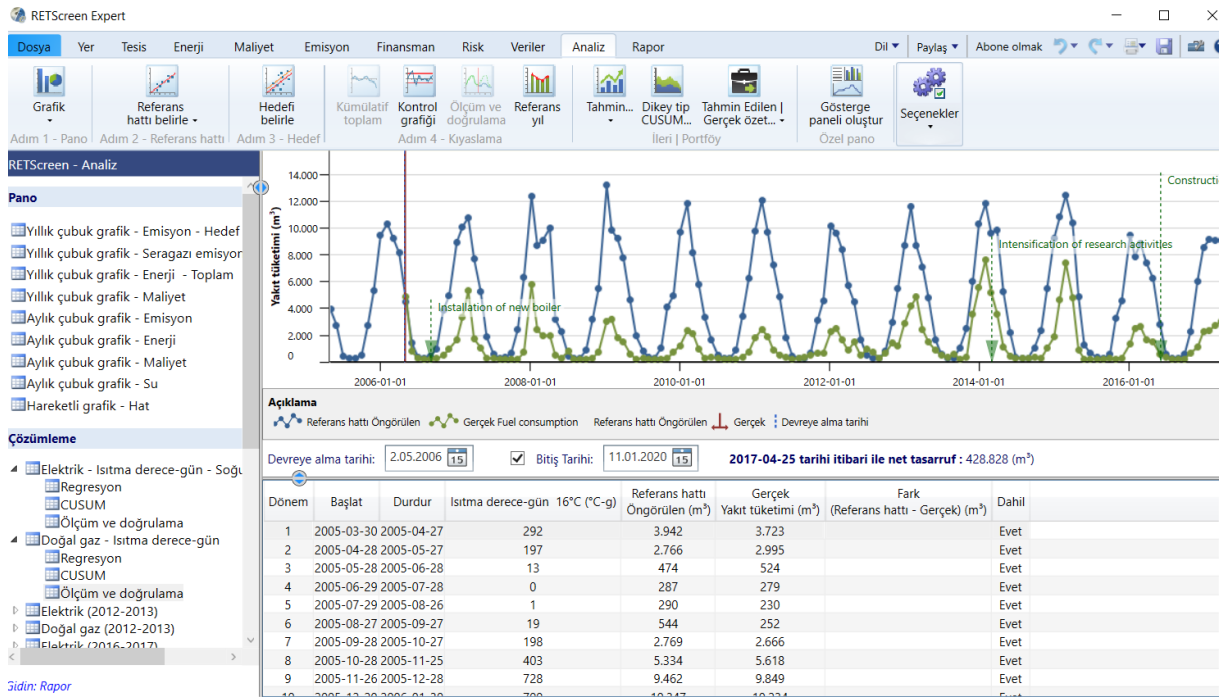 RETScreen Expert
Dosya Yer Tesis Enerji Maliyet Emisyon Finansman Risk Veriler Analiz Rapor Dil Paylaş Abone olmak
Grafik
Referans
hattı belirle
Hedefi
belirle
Kümülatif
toplam
Kontrol
grafiği
Ölçüm ve
doğrulama
Referans
yıl
Tahmin...
Dikey tip
CUSUM...
Tahmin Edilen |
Gerçek özet...
Gösterge
paneli oluştur
Seçenekler
Adım 1 - Pano
Adım 2 - Referans hattı
Adım 3 - Hedef
Adım 4 - Kıyaslama
İleri | Portföy
Özel pano
RETScreen - Analiz
Pano
Yıllık çubuk grafik - Emisyon - Hedef
Yıllık çubuk grafik - Seragazı emisyor
Yıllık çubuk grafik - Enerji - Toplam
Yıllık çubuk grafik - Maliyet
Aylık çubuk grafik - Emisyon
Aylık çubuk grafik - Enerji
Aylık çubuk grafik - Maliyet
Aylık çubuk grafik - Su
Hareketli grafik - Hat
Çözümleme
Elektrik - Isıtma derece-gün - Soğu
Regresyon
CUSUM
Ölçüm ve doğrulama
Doğal gaz - Isıtma derece-gün
Regresyon
CUSUM
Ölçüm ve doğrulama
Elektrik (2012-2013)
Doğal gaz (2012-2013)
Elektrik (2016-2017)
Gidin: Rapor
Yakıt tüketimi (m³)
14.000
12.000
10.000
8.000
6.000
4.000
2.000
0
Installation of new boiler
Intensification of research activities
Constructi
2006-01-01 2008-01-01 2010-01-01 2012-01-01 2014-01-01 2016-01-01
Açıklama
Referans hattı Öngörülen Gerçek Fuel consumption Referans hattı Öngörülen Gerçek Devreye alma tarihi
Devreye alma tarihi: 2.05.2006 15 Bitiş Tarihi: 11.01.2020 15 2017-04-25 tarihi itibari ile net tasarruf : 428.828 (m³)
Dönem Başlat Durdur Isıtma derece-gün 16°C (°C-g)
Referans hattı
Öngörülen (m³)
Gerçek
Yakıt tüketimi (m³)
Fark
(Referans hattı - Gerçek) (m³)
Dahil
1 2005-03-30 2005-04-27 292 3.942 3.723 Evet
2 2005-04-28 2005-05-27 197 2.766 2.995 Evet
3 2005-05-28 2005-06-28 13 474 524 Evet
4 2005-06-29 2005-07-28 0 287 279 Evet
5 2005-07-29 2005-08-26 1 290 230 Evet
6 2005-08-27 2005-09-27 19 544 252 Evet
7 2005-09-28 2005-10-27 198 2.769 2.666 Evet
8 2005-10-28 2005-11-25 403 5.334 5.618 Evet
9 2005-11-26 2005-12-28 728 9.462 9.849 Evet